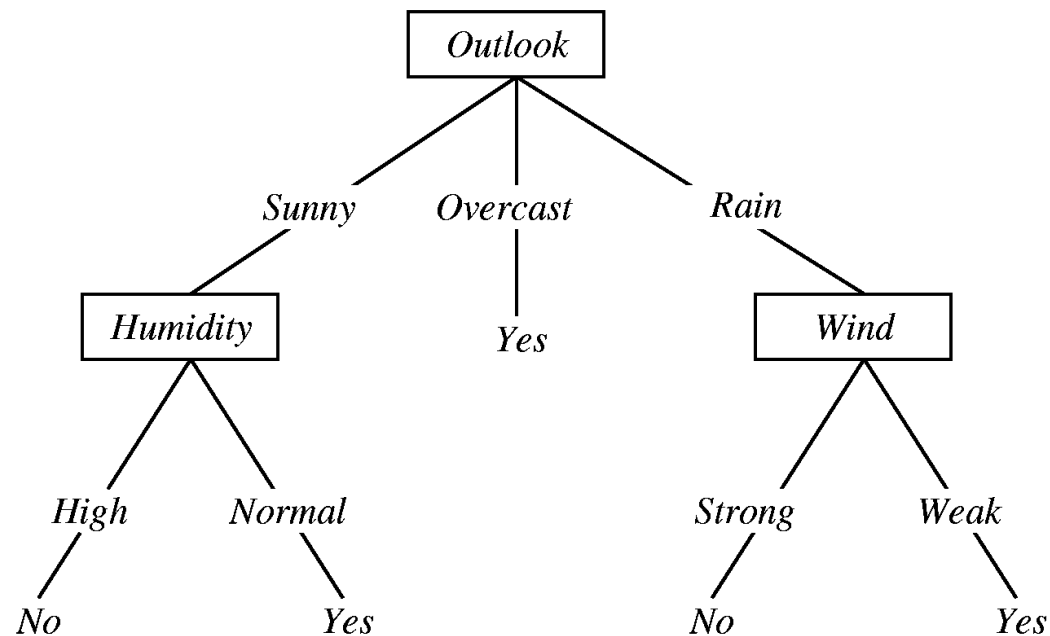 Outlook
Sunny Overcast Rain
Humidity Yes Wind
High Normal Strong Weak
No Yes No Yes